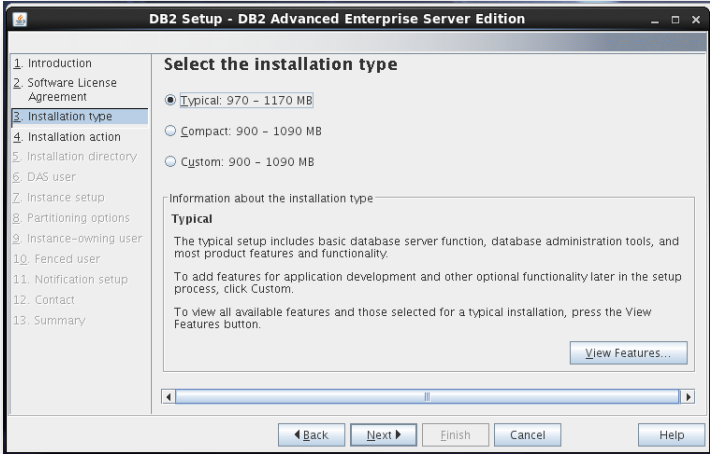 DB2 Setup - DB2 Advanced Enterprise Server Edition
1. Introduction
2. Software License
Agreement
3. Installation type
4. Installation action
5. Installation directory
6. DAS user
7. Instance setup
8. Partitioning options
9. Instance-owning user
10. Fenced user
11. Notification setup
12. Contact
13. Summary
Select the installation type
Typical: 970 - 1170 MB
Compact: 900 - 1090 MB
Custom: 900 - 1090 MB
Information about the installation type
Typical
The typical setup includes basic database server function, database administration tools, and
most product features and functionality.
To add features for application development and other optional functionality later in the setup
process, click Custom.
To view all available features and those selected for a typical installation, press the View
Features button.
View Features...
Back Next Finish Cancel Help